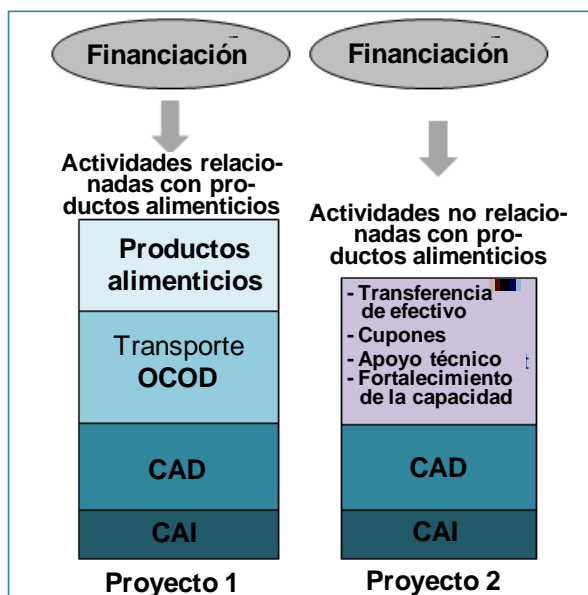 Financiación
Actividades relacio-
nadas con pro-
ductos alimenticios
Productos
alimenticios
Transporte
OCOD
CAD
CAI
Proyecto 1
Financiación
Actividades no relacio-
nadas con pro-
ductos alimenticios
- Transferencia
de efectivo
- Cupones
- Apoyo técnico
- Fortalecimiento
de la capacidad
CAD
CAI
Proyecto 2